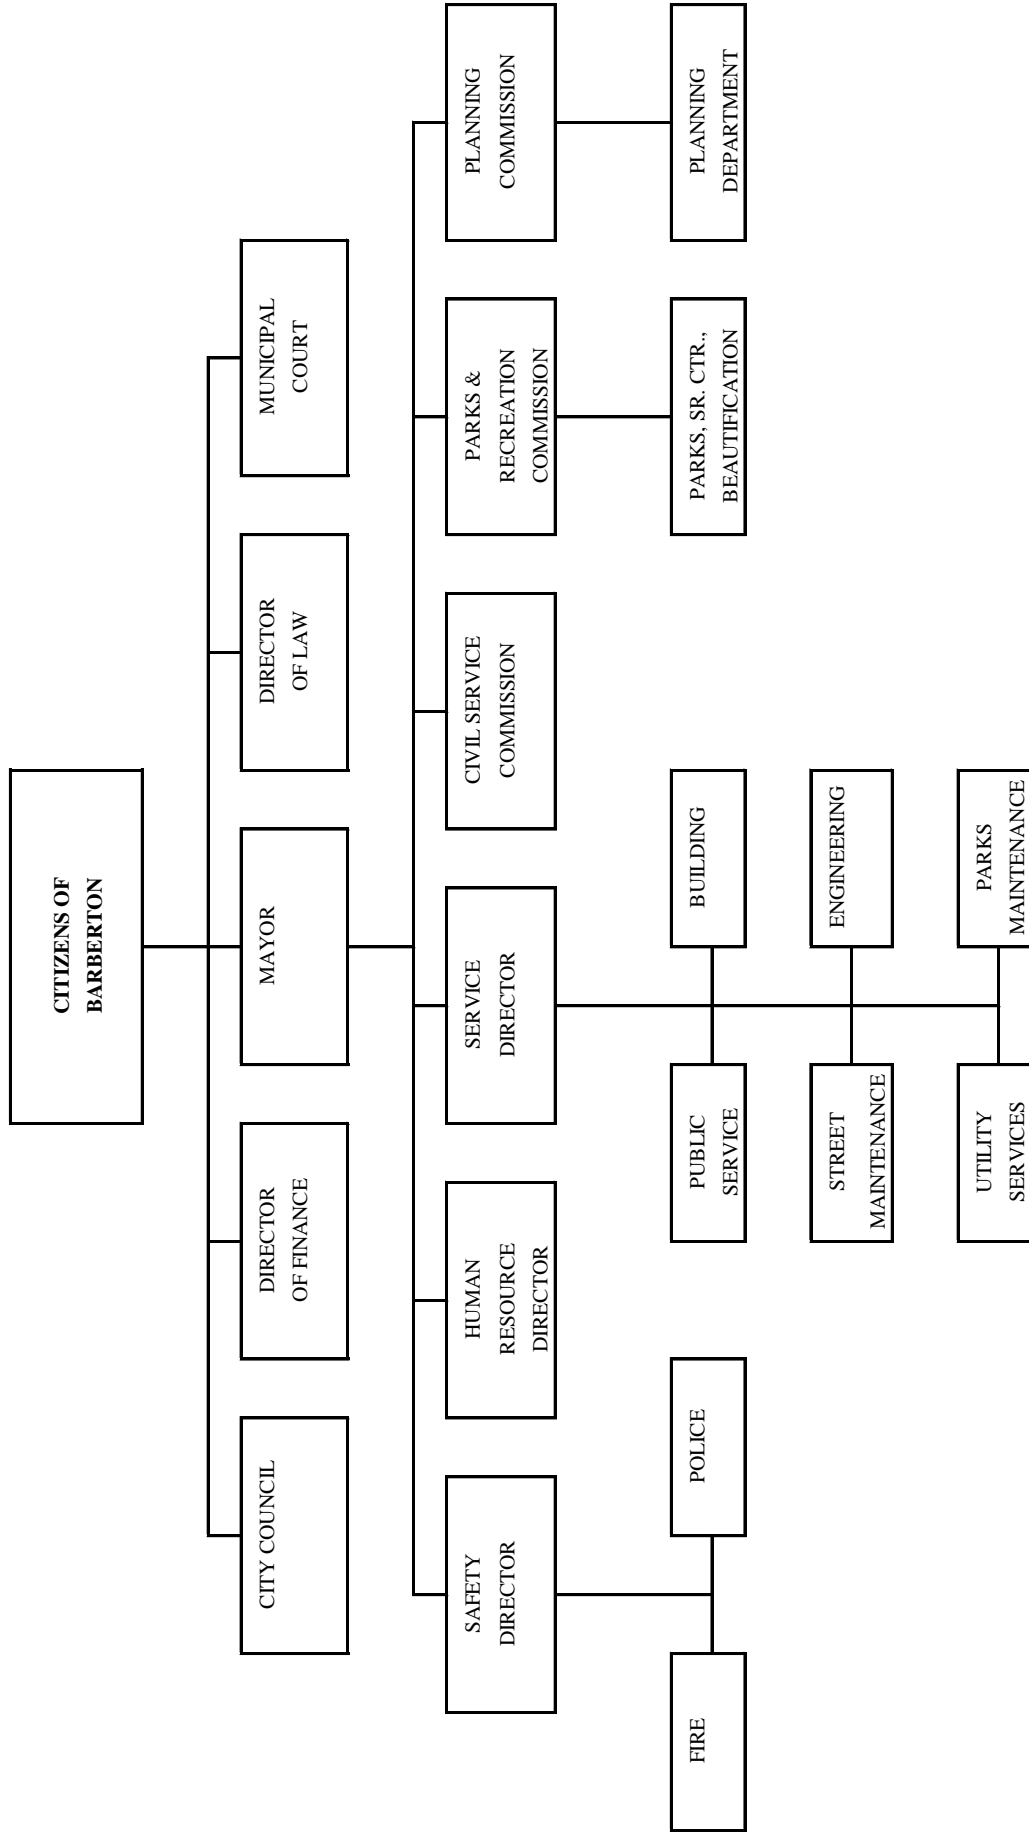 CITIZENS OF
BARBERTON
CITY COUNCIL
DIRECTOR
OF FINANCE
MAYOR
DIRECTOR
OF LAW
MUNICIPAL
COURT
SAFETY
DIRECTOR
HUMAN
RESOURCE
DIRECTOR
SERVICE
DIRECTOR
CIVIL SERVICE
COMMISSION
PARKS &
RECREATION
COMMISSION
PLANNING
COMMISSION
FIRE
POLICE
PUBLIC
SERVICE
BUILDING
PARKS, SR. CTR.,
BEAUTIFICATION
PLANNING
DEPARTMENT
STREET
MAINTENANCE
ENGINEERING
UTILITY
SERVICES
PARKS
MAINTENANCE